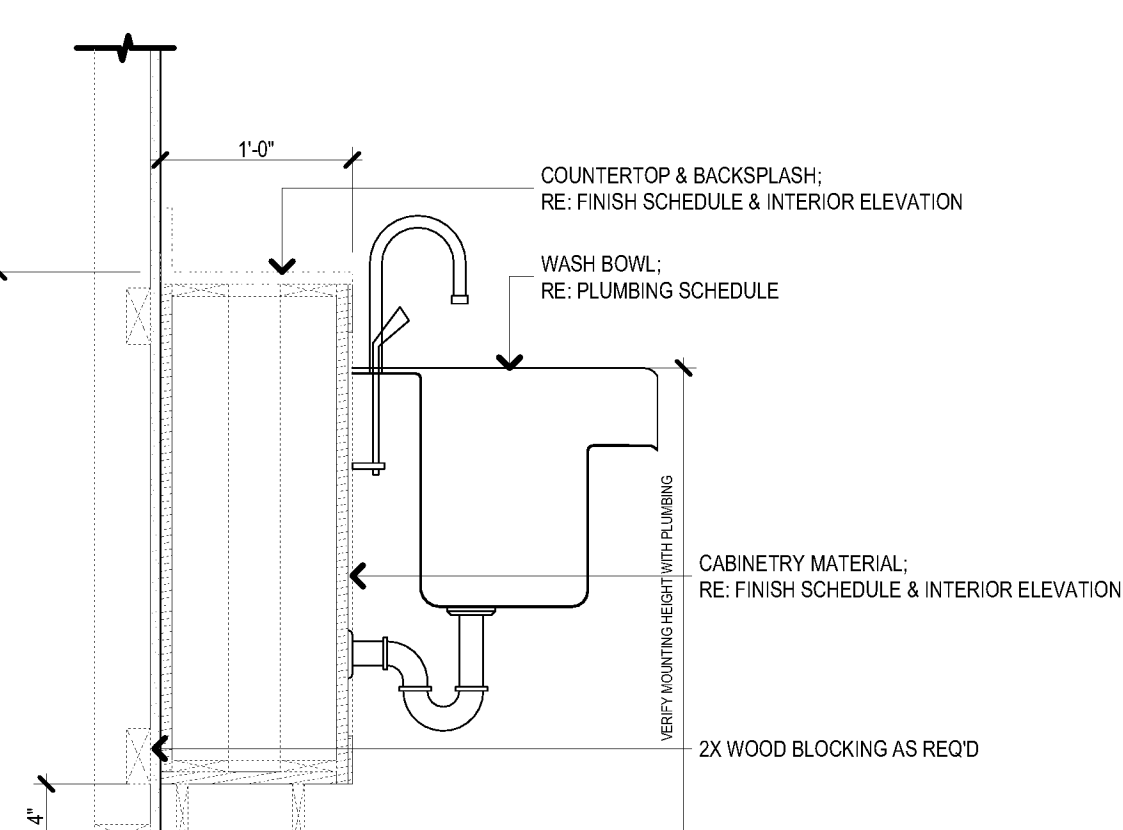 1'-0"
COUNTERTOP & BACKSPLASH;
RE: FINISH SCHEDULE & INTERIOR ELEVATION
WASH BOWL;
RE: PLUMBING SCHEDULE
VERIFY MOUNTING HEIGHT WITH PLUMBING
CABINETRY MATERIAL;
RE: FINISH SCHEDULE & INTERIOR ELEVATION
2X WOOD BLOCKING AS REQ'D
4"